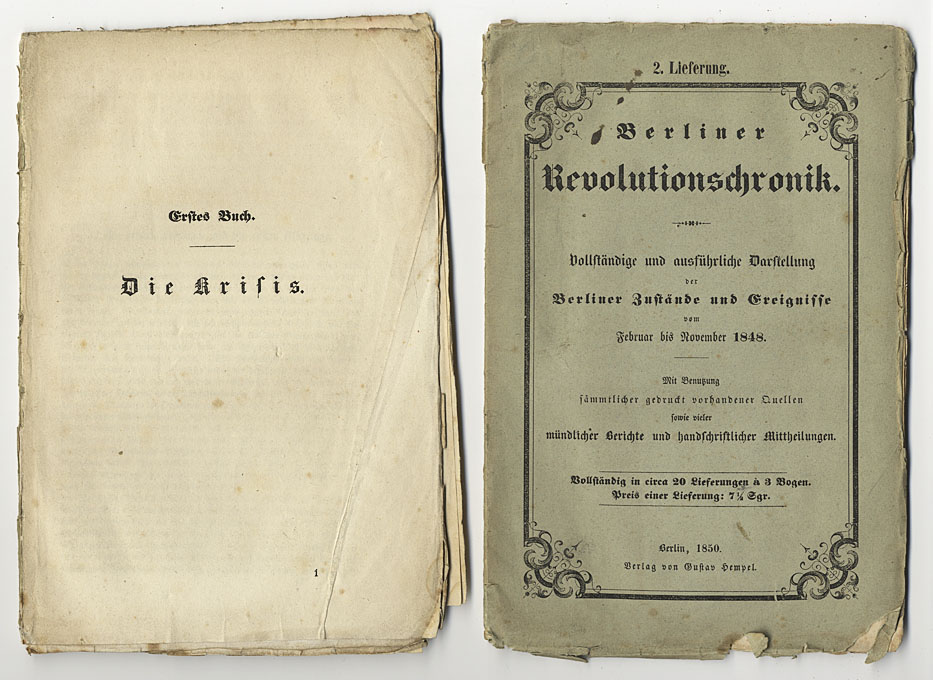 Erstes Buch.
Die Krisis.
1
2. Lieferung.
Berliner
Revolutionschronik.
Vollständige und ausführliche Darstellung
der
Berliner Zustände und Ereignisse
vom
Februar bis November 1848.
Mit Benutzung
sämmtlicher gedruckt vorhandener Quellen
sowie vieler
mündlicher Berichte und handschriftlicher Mittheilungen.
Vollständig in circa 20 Lieferungen à 3 Bogen.
Preis einer Lieferung: 7½ Sgr.
Berlin, 1850.
Verlag von Gustav Hempel.